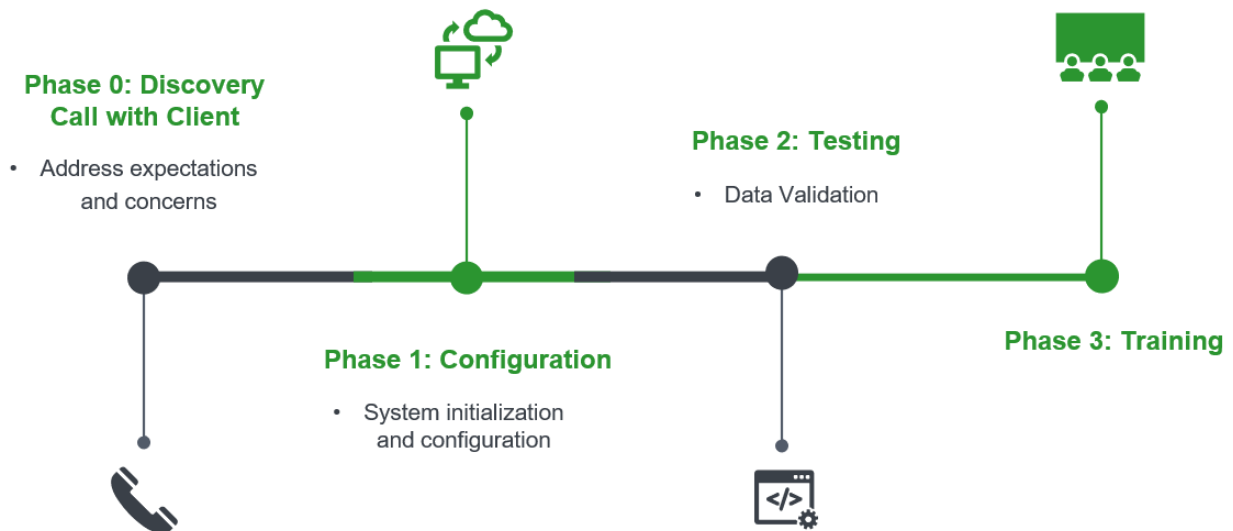 Phase 0: Discovery
Call with Client
• Address expectations
and concerns
Phase 1: Configuration
• System initialization
and configuration
Phase 2: Testing
• Data Validation
Phase 3: Training
</>